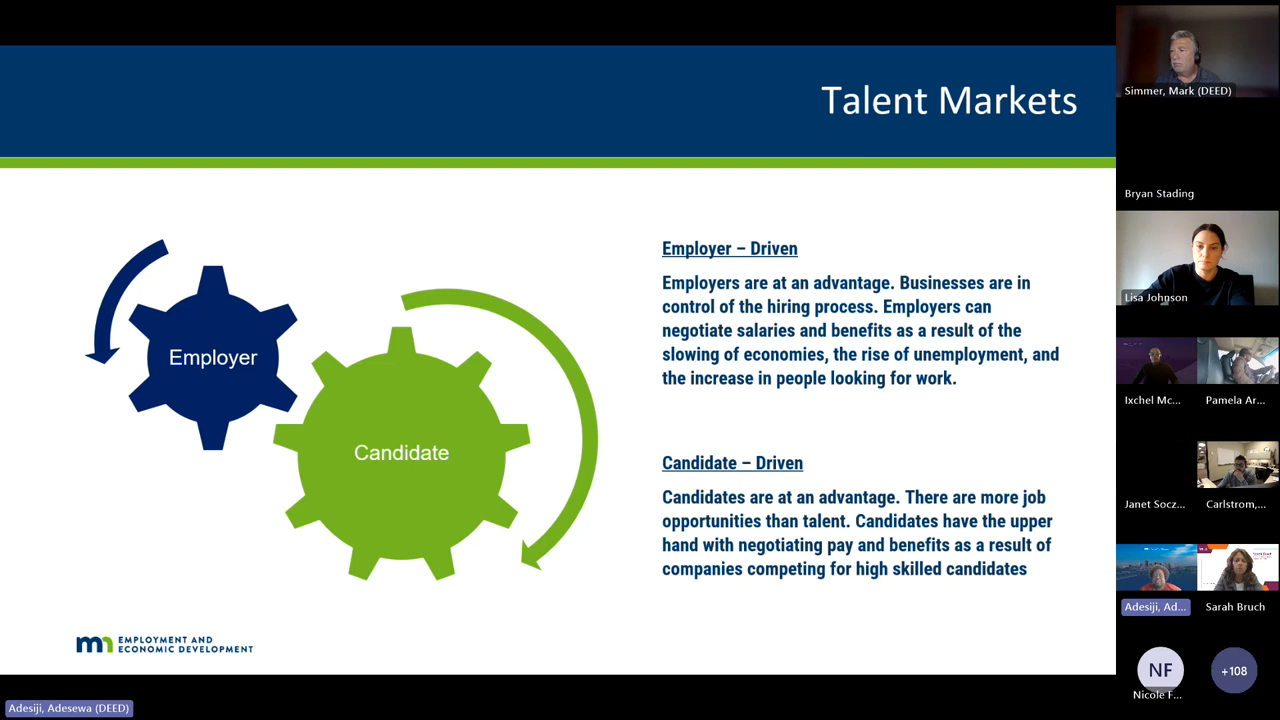 Talent Markets
Employer
Candidate
Employer – Driven
Employers are at an advantage. Businesses are in
control of the hiring process. Employers can
negotiate salaries and benefits as a result of the
slowing of economies, the rise of unemployment, and
the increase in people looking for work.
Candidate – Driven
Candidates are at an advantage. There are more job
opportunities than talent. Candidates have the upper
hand with negotiating pay and benefits as a result of
companies competing for high skilled candidates
mn EMPLOYMENT AND
ECONOMIC DEVELOPMENT
Adesiji, Adesewa (DEED)
Simmer, Mark (DEED)
Bryan Stading
Lisa Johnson
Ixchel Mc...
Pamela Ar...
Janet Socz...
Carlstrom,...
Adesiji, Ad...
Sarah Bruch
NF
Nicole F...
+108